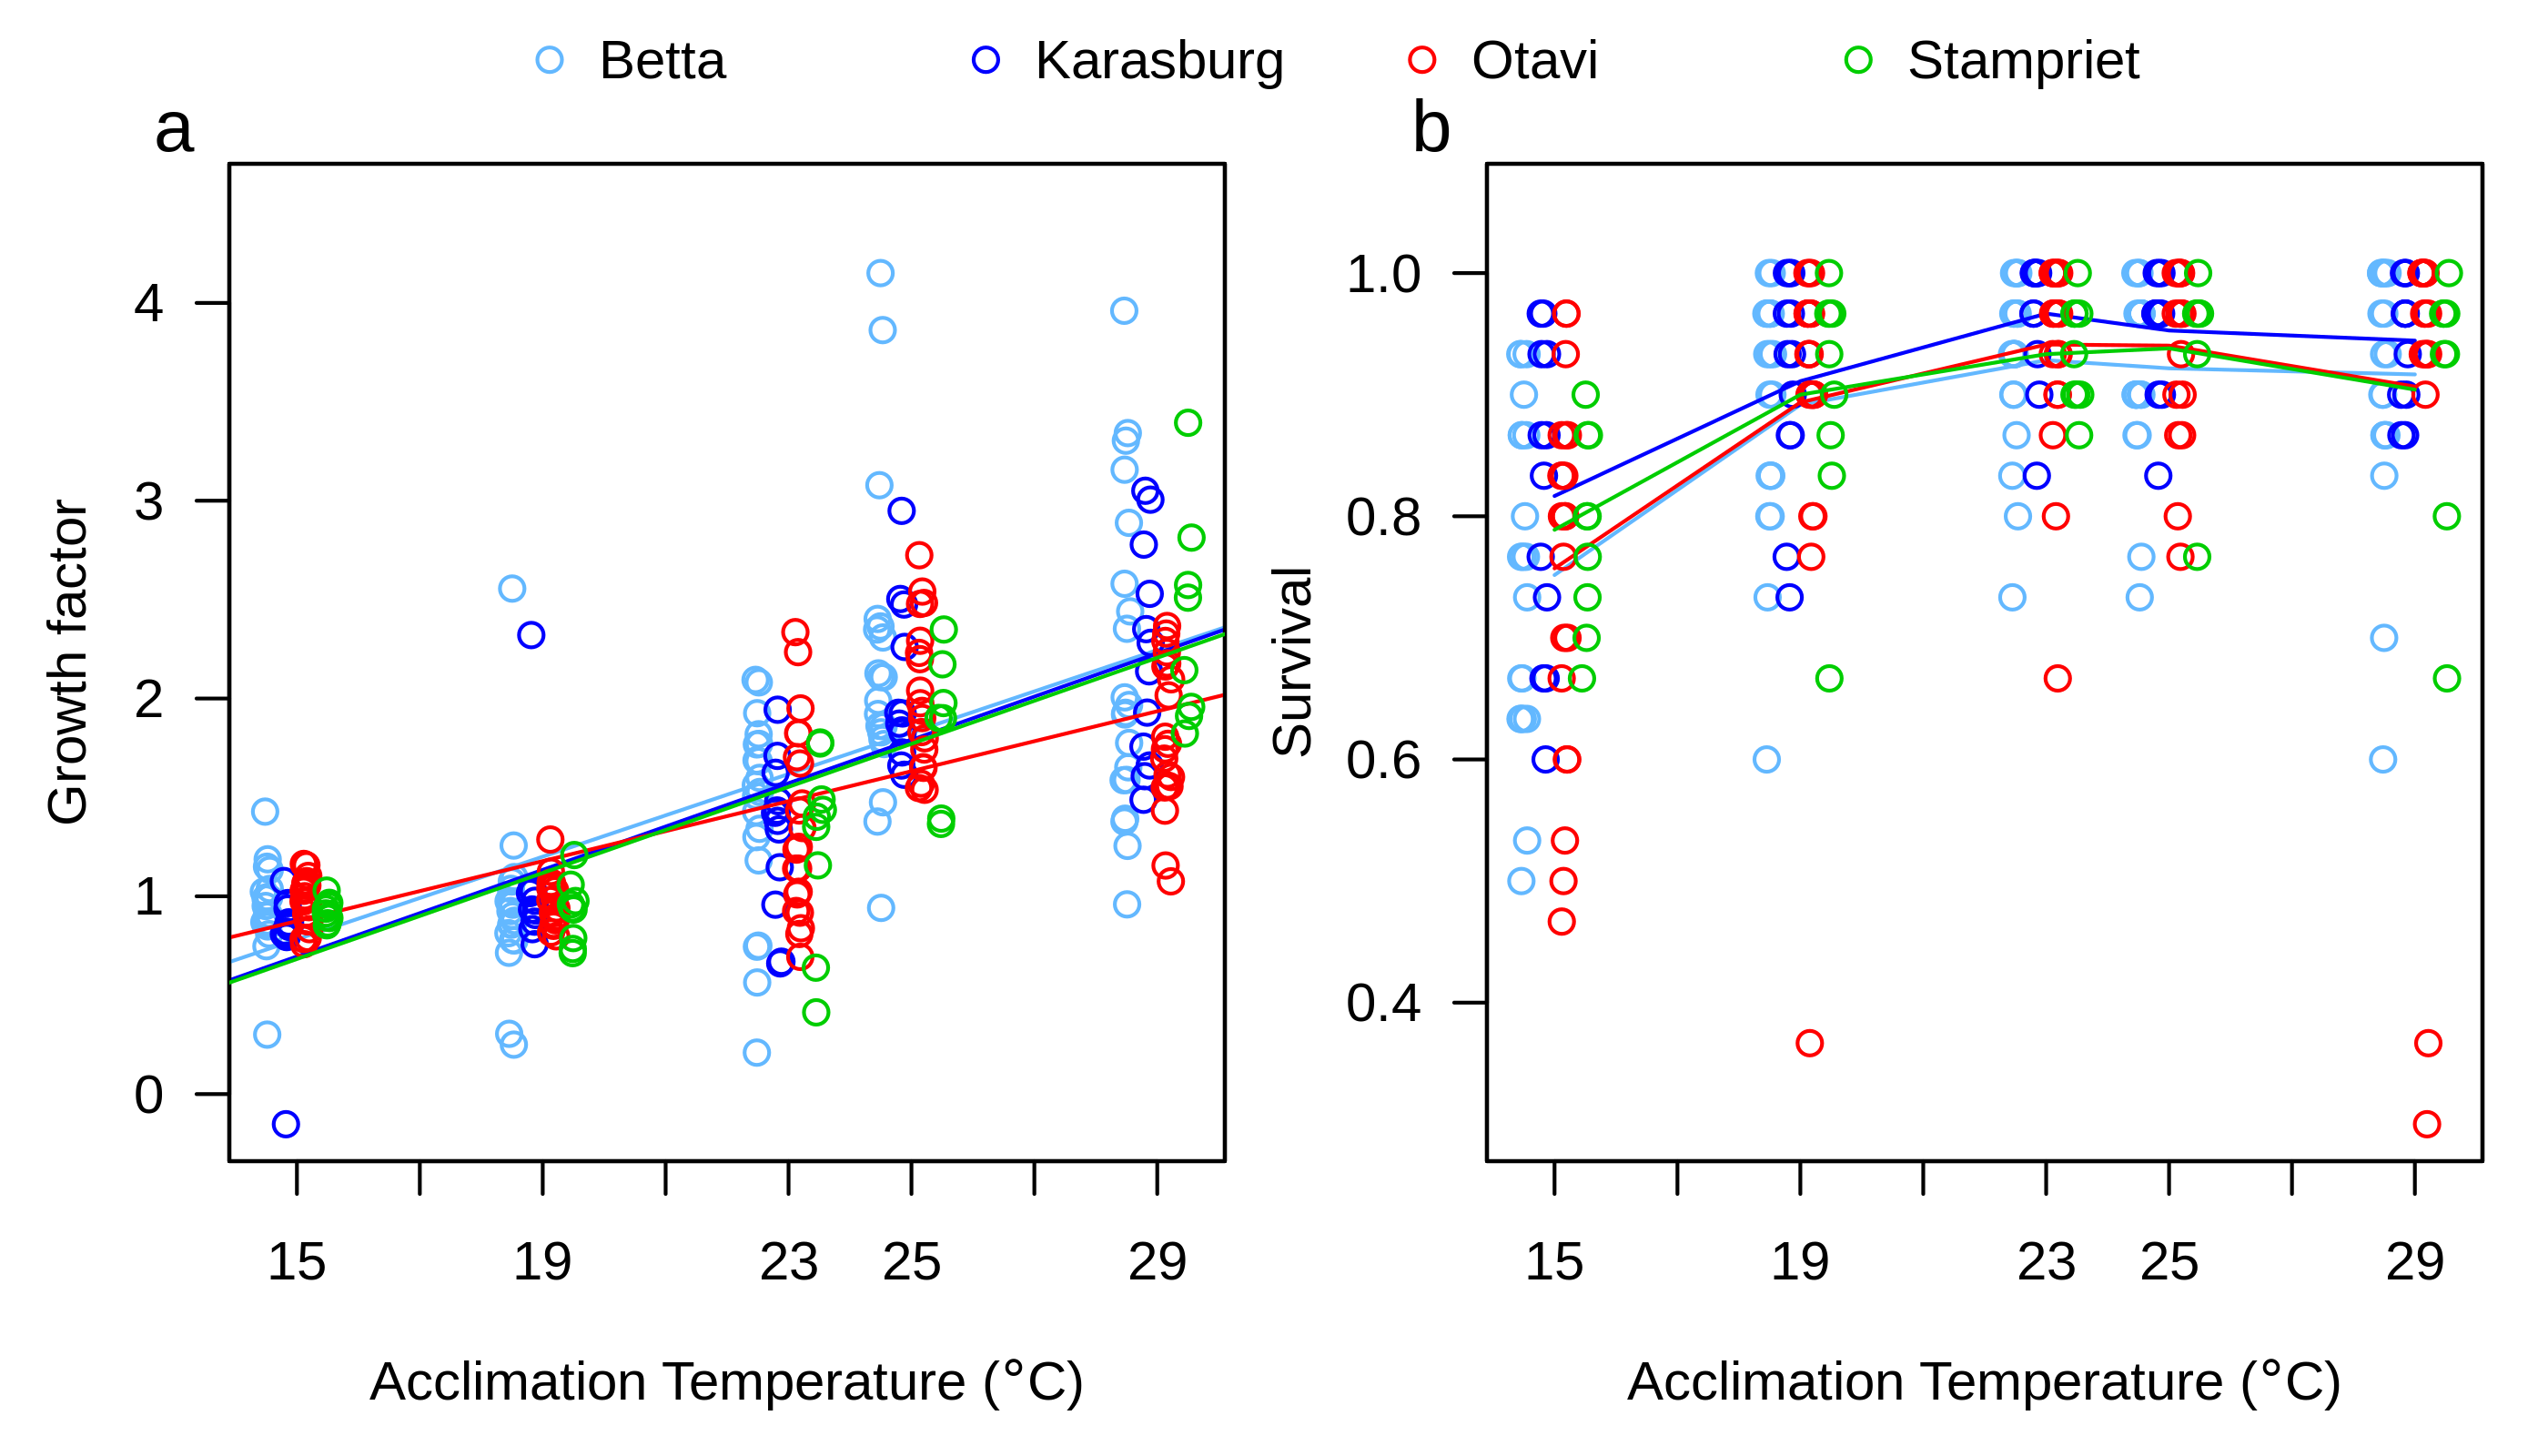 Betta Karasburg Otavi Stampriet
a
Growth factor
4
3
2
1
0
15 19 23 25 29
Acclimation Temperature (°C)
b
Survival
1.0
0.8
0.6
0.4
15 19 23 25 29
Acclimation Temperature (°C)